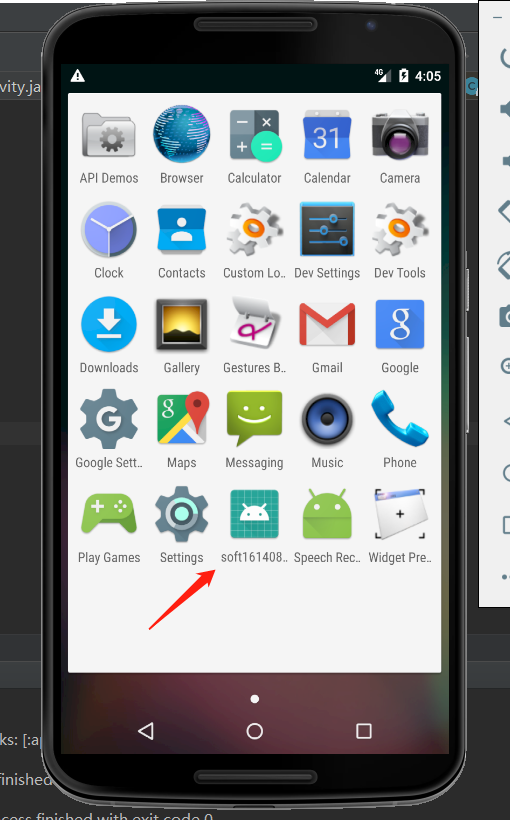 4G 4:05
vity.ja
C
31
API Demos Browser Calculator Calendar Camera
Clock Contacts Custom Lo.. Dev Settings Dev Tools
Downloads Gallery Gestures B.. Gmail Google
Google Sett.. Maps Messaging Music Phone
Play Games Settings soft161408.. Speech Rec.. Widget Pre..
ks: [:ap
finished
cess finished with exit code 0